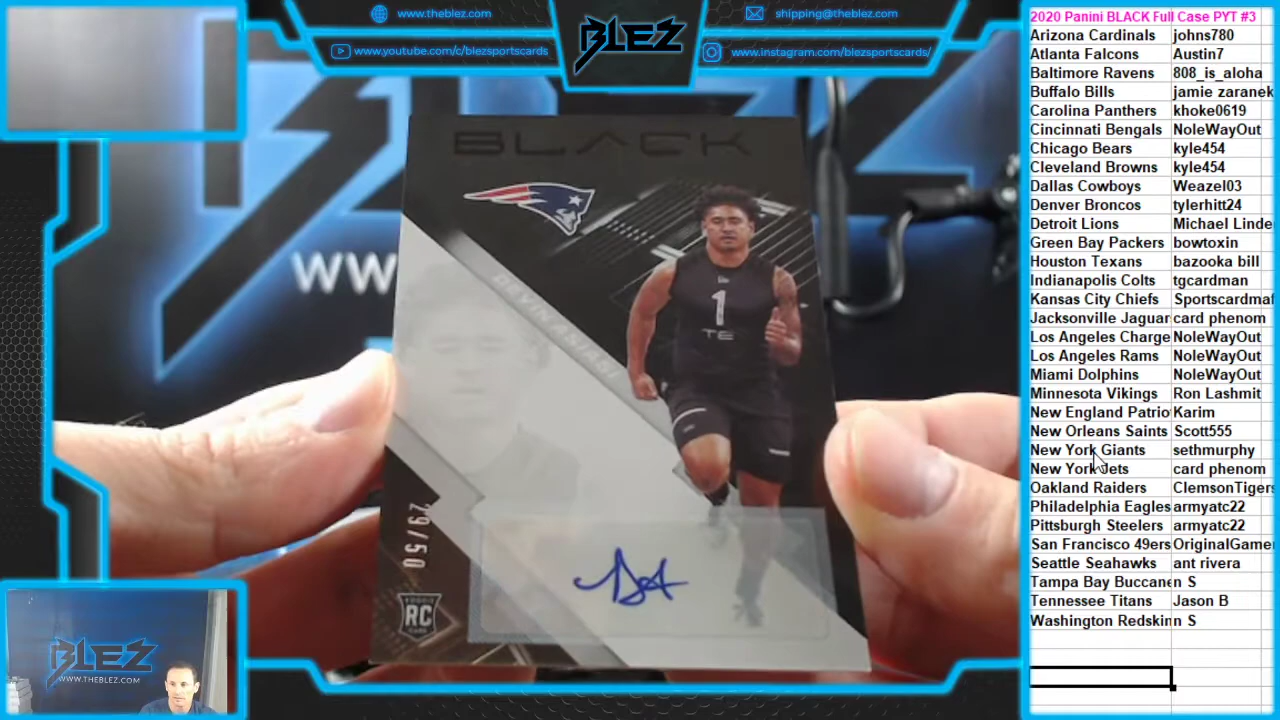 www.theblez.com
shipping@theblez.com
www.youtube.com/c/blezsportscards
www.instagram.com/blezsportscards/
BLEZ
BLACK
DEVIN ASIASI
1
TE
29/50
RC
BLEZ
WWW.THEBLEZ.COM
2020 Panini BLACK Full Case PYT #3
Arizona Cardinals johns780
Atlanta Falcons Austin7
Baltimore Ravens 808_is_aloha
Buffalo Bills jamie zaranek
Carolina Panthers khoke0619
Cincinnati Bengals NoleWayOut
Chicago Bears kyle454
Cleveland Browns kyle454
Dallas Cowboys Weazel03
Denver Broncos tylerhitt24
Detroit Lions Michael Linde
Green Bay Packers bowtoxin
Houston Texans bazooka bill
Indianapolis Colts tgcardman
Kansas City Chiefs Sportscardmaf
Jacksonville Jaguar card phenom
Los Angeles Charge NoleWayOut
Los Angeles Rams NoleWayOut
Miami Dolphins NoleWayOut
Minnesota Vikings Ron Lashmit
New England Patrio Karim
New Orleans Saints Scott555
New York Giants sethmurphy
New York Jets card phenom
Oakland Raiders ClemsonTigers
Philadelphia Eagles armyatc22
Pittsburgh Steelers armyatc22
San Francisco 49ers OriginalGamer
Seattle Seahawks ant rivera
Tampa Bay Buccane n S
Tennessee Titans Jason B
Washington Redskin n S